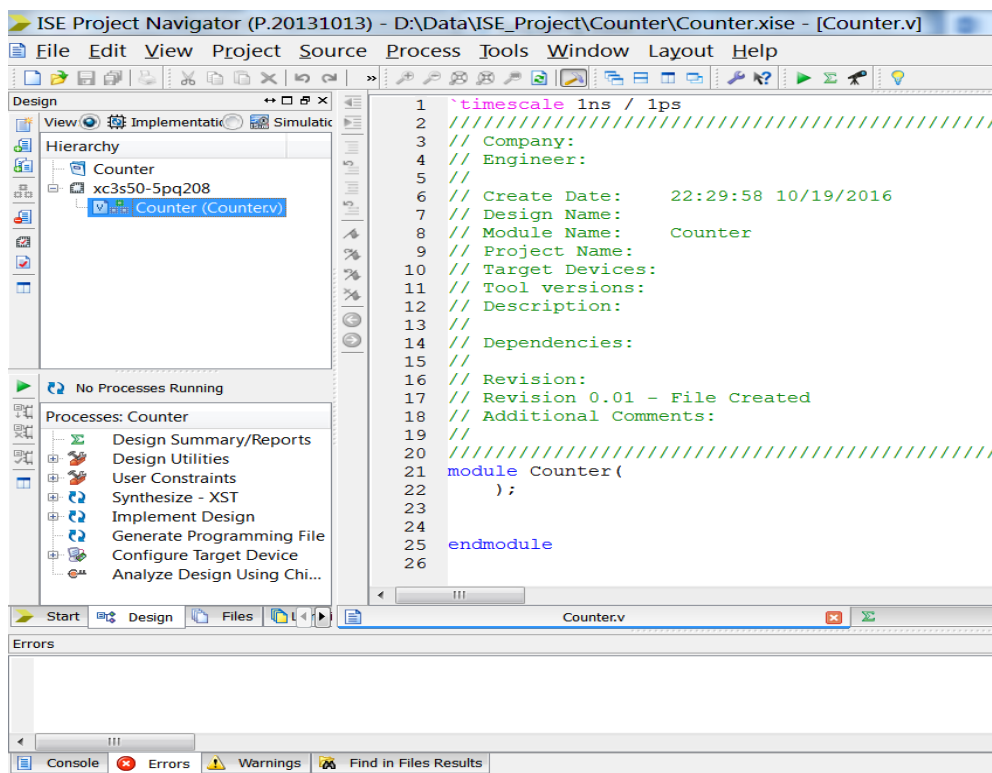 ISE Project Navigator (P.20131013) - D:\Data\ISE_Project\Counter\Counter.xise - [Counter.v]
File Edit View Project Source Process Tools Window Layout Help
Design
View Implementatic Simulatic
Hierarchy
Counter
xc3s50-5pq208
Counter (Counter.v)
No Processes Running
Processes: Counter
Design Summary/Reports
Design Utilities
User Constraints
Synthesize - XST
Implement Design
Generate Programming File
Configure Target Device
Analyze Design Using Chi...
Start Design Files
1 `timescale 1ns / 1ps
2 ///////////////////////////////////////////////
3 // Company:
4 // Engineer:
5 //
6 // Create Date:    22:29:58 10/19/2016
7 // Design Name:
8 // Module Name:    Counter
9 // Project Name:
10 // Target Devices:
11 // Tool versions:
12 // Description:
13 //
14 // Dependencies:
15 //
16 // Revision:
17 // Revision 0.01 - File Created
18 // Additional Comments:
19 //
20 ///////////////////////////////////////////////
21 module Counter(
22     );
23
24
25 endmodule
26
Counter.v
Errors
Console Errors Warnings Find in Files Results